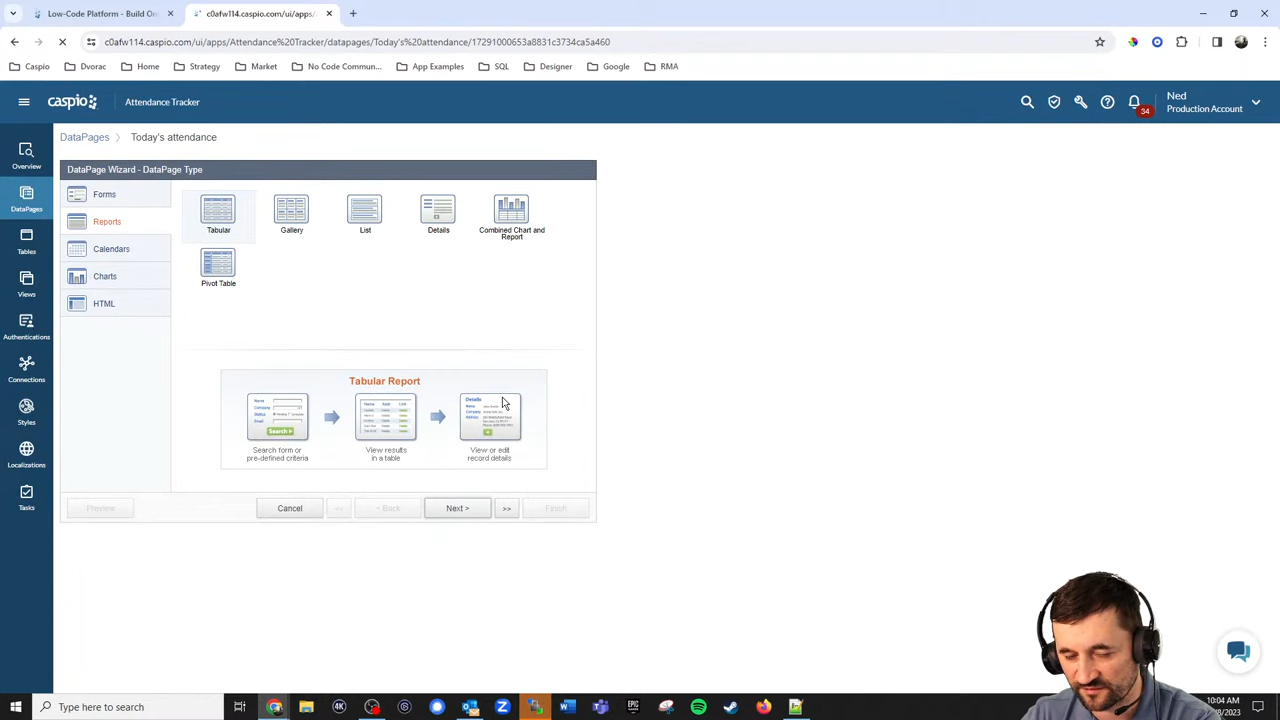 Low-Code Platform - Build On
c0afw114.caspio.com/ui/apps/
c0afw114.caspio.com/ui/apps/Attendance%20Tracker/datapages/Today's%20attendance/17291000653a8831c3734ca5a460
Caspio Dvorac Home Strategy Market No Code Commun... App Examples SQL Designer Google RMA
caspio Attendance Tracker
34
Ned
Production Account
DataPages > Today's attendance
Overview
DataPages
Tables
Views
Authentications
Connections
Styles
Localizations
Tasks
DataPage Wizard - DataPage Type
Forms
Reports
Calendars
Charts
HTML
Tabular
Gallery
List
Details
Combined Chart and
Report
Pivot Table
Tabular Report
Search form or
pre-defined criteria
View results
in a table
View or edit
record details
Preview Cancel << < Back Next > >> Finish
Type here to search
10:04 AM